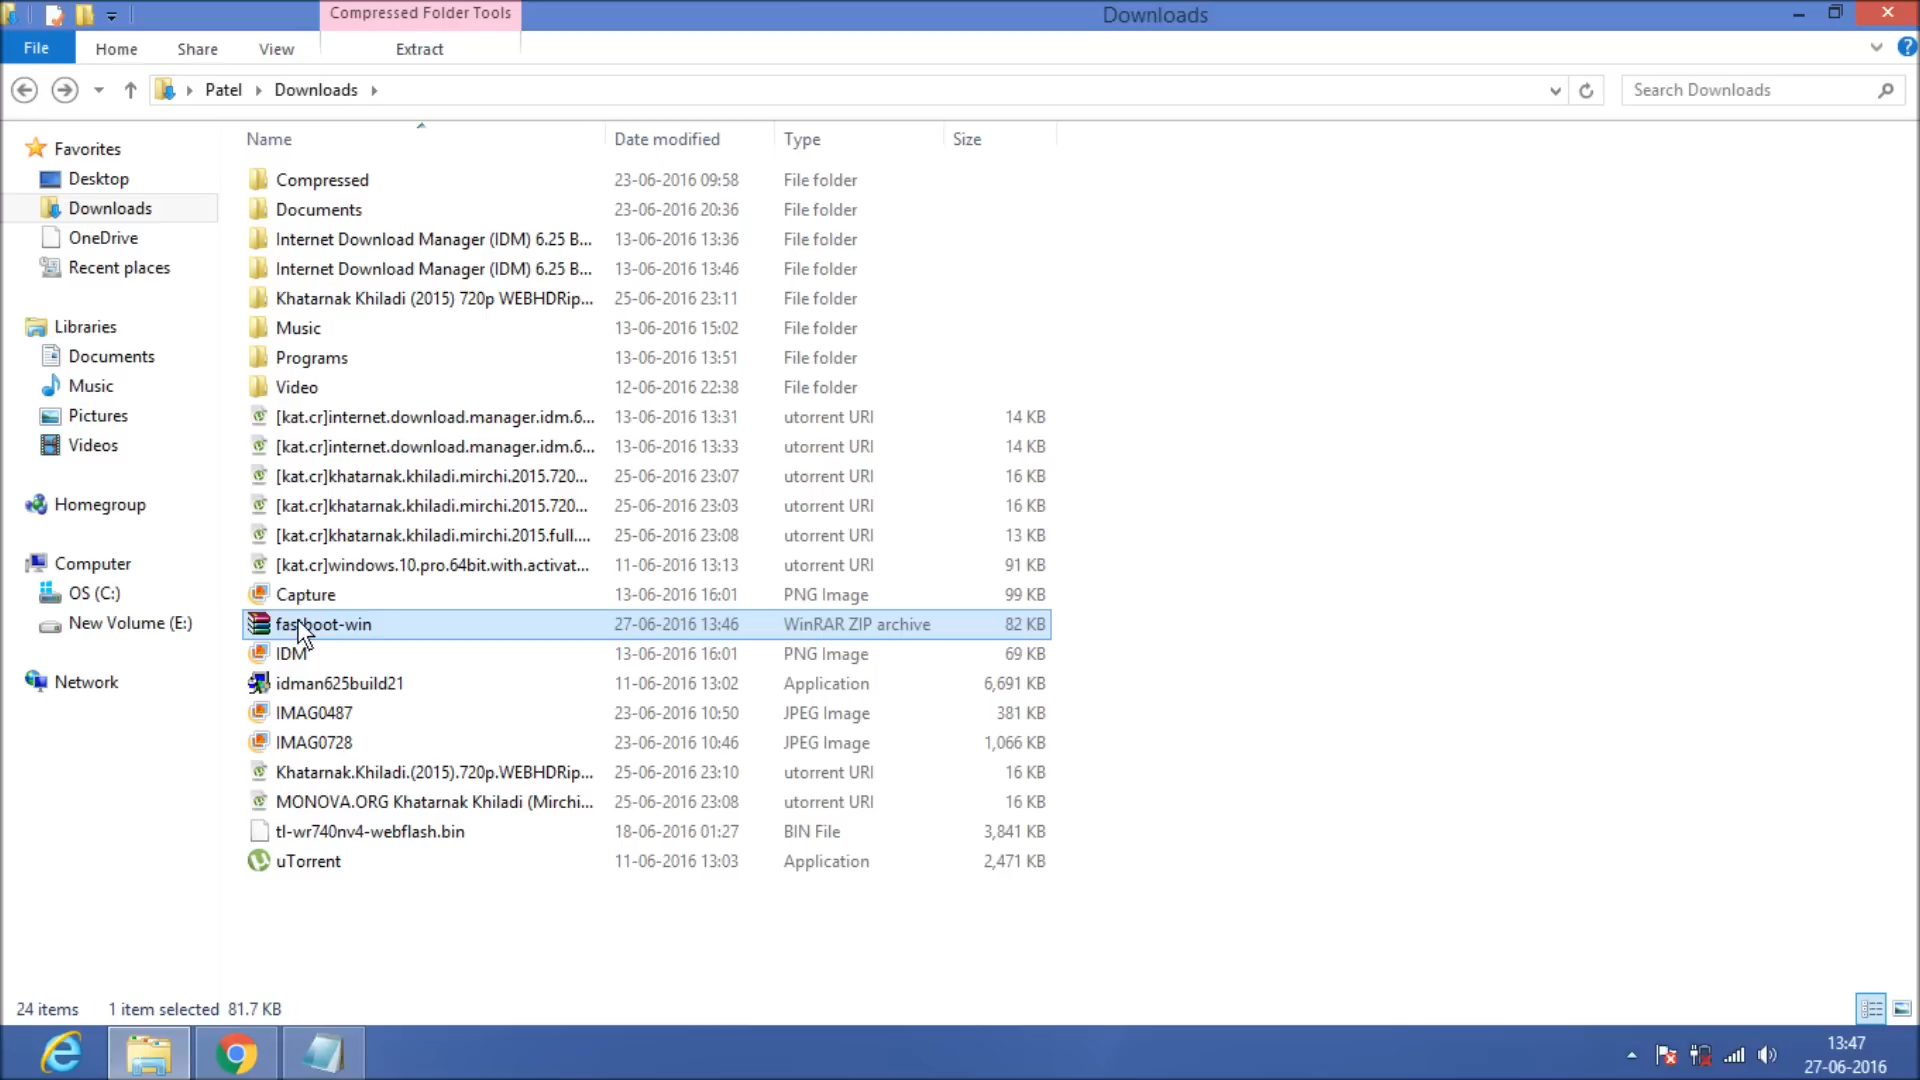 Compressed Folder Tools
Downloads
File
Home
Share
View
Extract
Patel
Downloads
Search Downloads
Name
Date modified
Type
Size
Favorites
Desktop
Downloads
OneDrive
Recent places
Libraries
Documents
Music
Pictures
Videos
Homegroup
Computer
OS (C:)
New Volume (E:)
Network
Compressed 23-06-2016 09:58 File folder
Documents 23-06-2016 20:36 File folder
Internet Download Manager (IDM) 6.25 B... 13-06-2016 13:36 File folder
Internet Download Manager (IDM) 6.25 B... 13-06-2016 13:46 File folder
Khatarnak Khiladi (2015) 720p WEBHDRip... 25-06-2016 23:11 File folder
Music 13-06-2016 15:02 File folder
Programs 13-06-2016 13:51 File folder
Video 12-06-2016 22:38 File folder
[kat.cr]internet.download.manager.idm.6... 13-06-2016 13:31 utorrent URI 14 KB
[kat.cr]internet.download.manager.idm.6... 13-06-2016 13:33 utorrent URI 14 KB
[kat.cr]khatarnak.khiladi.mirchi.2015.720... 25-06-2016 23:07 utorrent URI 16 KB
[kat.cr]khatarnak.khiladi.mirchi.2015.720... 25-06-2016 23:03 utorrent URI 16 KB
[kat.cr]khatarnak.khiladi.mirchi.2015.full.... 25-06-2016 23:08 utorrent URI 13 KB
[kat.cr]windows.10.pro.64bit.with.activat... 11-06-2016 13:13 utorrent URI 91 KB
Capture 13-06-2016 16:01 PNG Image 99 KB
fastboot-win 27-06-2016 13:46 WinRAR ZIP archive 82 KB
IDM 13-06-2016 16:01 PNG Image 69 KB
idman625build21 11-06-2016 13:02 Application 6,691 KB
IMAG0487 23-06-2016 10:50 JPEG Image 381 KB
IMAG0728 23-06-2016 10:46 JPEG Image 1,066 KB
Khatarnak.Khiladi.(2015).720p.WEBHDRip... 25-06-2016 23:10 utorrent URI 16 KB
MONOVA.ORG Khatarnak Khiladi (Mirchi... 25-06-2016 23:08 utorrent URI 16 KB
tl-wr740nv4-webflash.bin 18-06-2016 01:27 BIN File 3,841 KB
uTorrent 11-06-2016 13:03 Application 2,471 KB
24 items 1 item selected 81.7 KB
13:47
27-06-2016